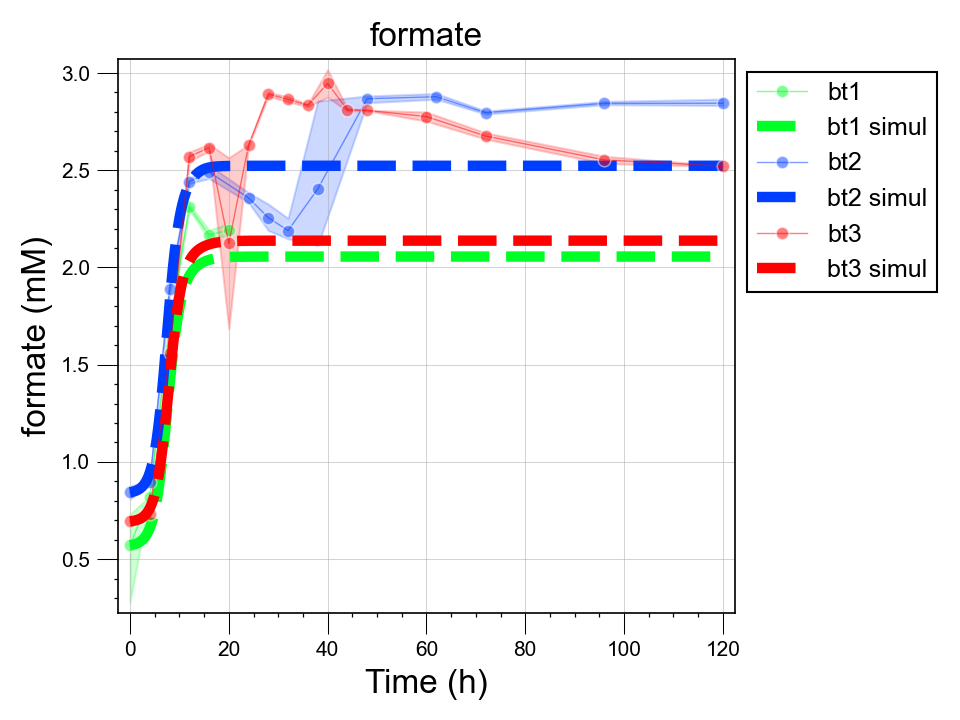 formate
3.0
2.5
2.0
1.5
1.0
0.5
formate (mM)
0 20 40 60 80 100 120
Time (h)
bt1
bt1 simul
bt2
bt2 simul
bt3
bt3 simul